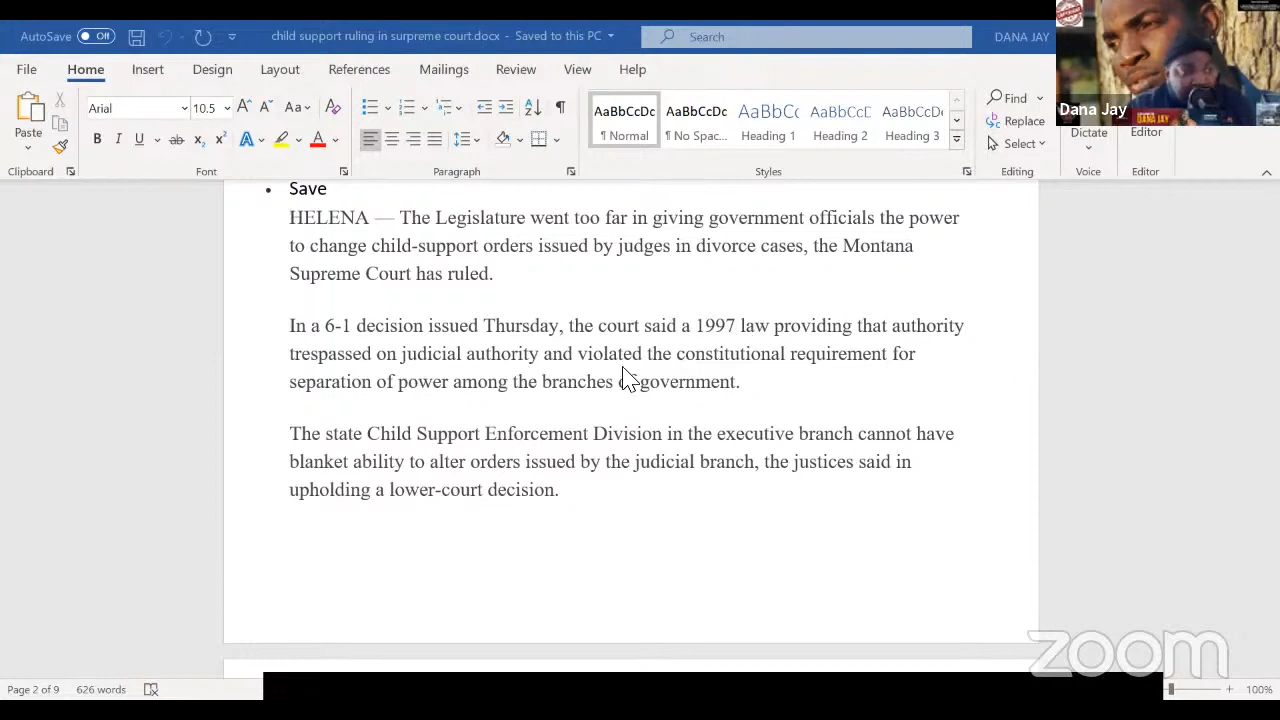 AutoSave Off child support ruling in surpreme court.docx - Saved to this PC Search DANA JAY
File Home Insert Design Layout References Mailings Review View Help
Dana Jay
DANA JAY
Paste Arial 10.5 Aa AaBbCcDc AaBbCcDc AaBbCc AaBbCcD AaBbCcDc Find
B I U ab x2 x2 A A ¶ Normal ¶ No Spac... Heading 1 Heading 2 Heading 3 Replace Dictate Editor
Select
Clipboard Font Paragraph Styles Editing Voice Editor
• Save
HELENA — The Legislature went too far in giving government officials the power
to change child-support orders issued by judges in divorce cases, the Montana
Supreme Court has ruled.
In a 6-1 decision issued Thursday, the court said a 1997 law providing that authority
trespassed on judicial authority and violated the constitutional requirement for
separation of power among the branches of government.
The state Child Support Enforcement Division in the executive branch cannot have
blanket ability to alter orders issued by the judicial branch, the justices said in
upholding a lower-court decision.
zoom
Page 2 of 9 626 words 100%